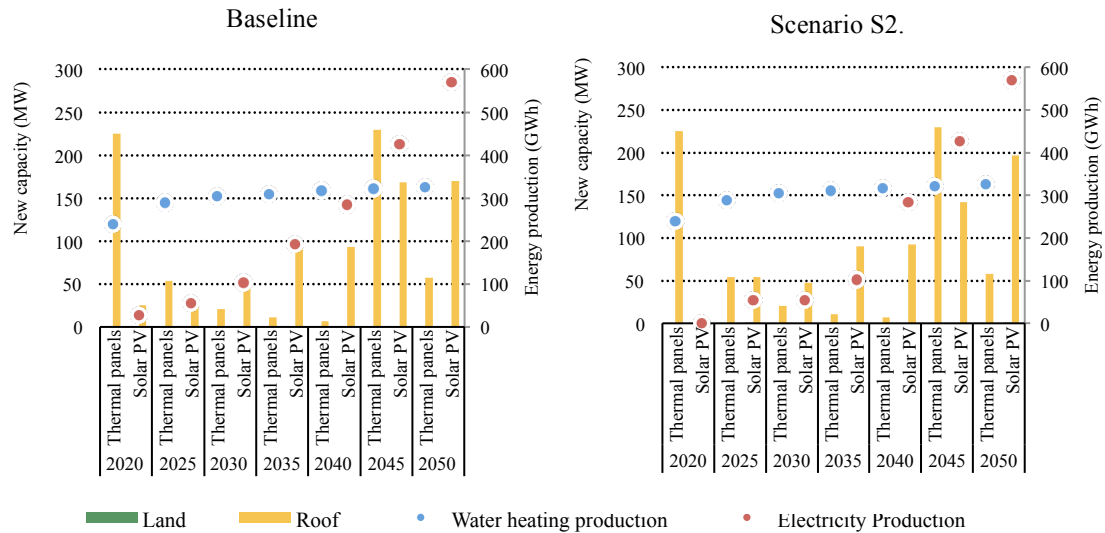 Baseline
Scenario S2.
New capacity (MW)
300
250
200
150
100
50
0
600
500
400
300
200
100
0
Energy production (GWh)
Thermal panels
Solar PV
Thermal panels
Solar PV
Thermal panels
Solar PV
Thermal panels
Solar PV
Thermal panels
Solar PV
Thermal panels
Solar PV
Thermal panels
Solar PV
2020 2025 2030 2035 2040 2045 2050
New capacity (MW)
300
250
200
150
100
50
0
600
500
400
300
200
100
0
Energy production (GWh)
Thermal panels
Solar PV
Thermal panels
Solar PV
Thermal panels
Solar PV
Thermal panels
Solar PV
Thermal panels
Solar PV
Thermal panels
Solar PV
Thermal panels
Solar PV
2020 2025 2030 2035 2040 2045 2050
Land Roof Water heating production Electricity Production